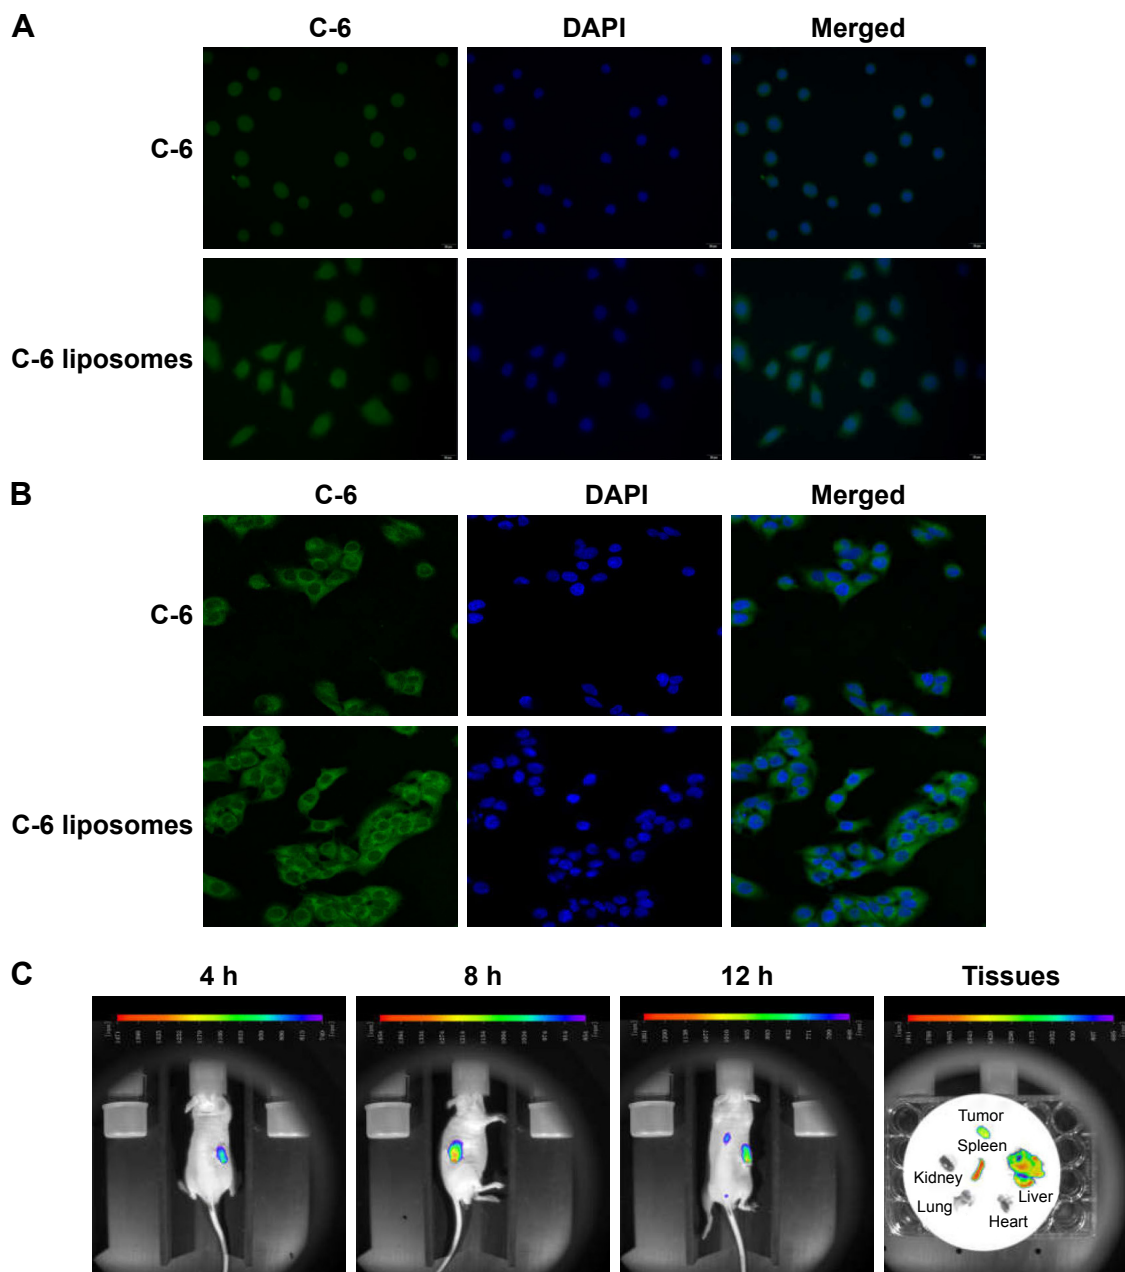 A
C-6 DAPI Merged
C-6
C-6 liposomes
B
C-6 DAPI Merged
C-6
C-6 liposomes
C
4 h 8 h 12 h Tissues
Tumor
Spleen
Kidney
Liver
Lung
Heart